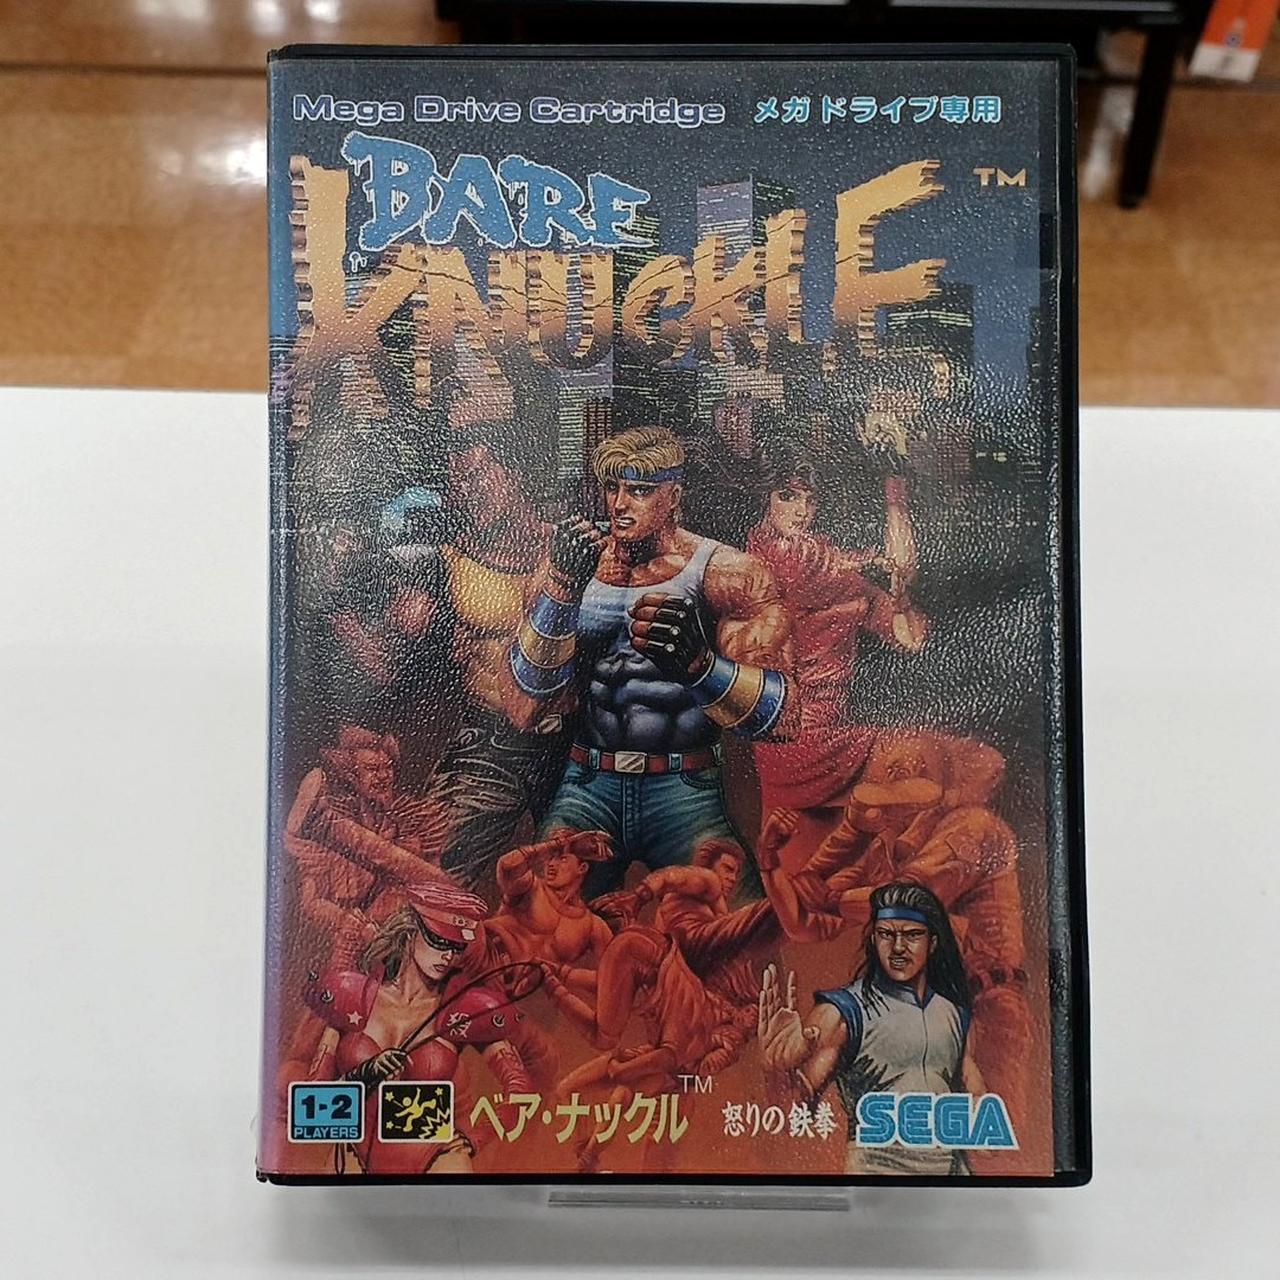 Mega Drive Cartridge メガドライブ専用
BARE
KNUCKLE TM
1-2
PLAYERS
ベア・ナックル TM
怒りの鉄拳
SEGA